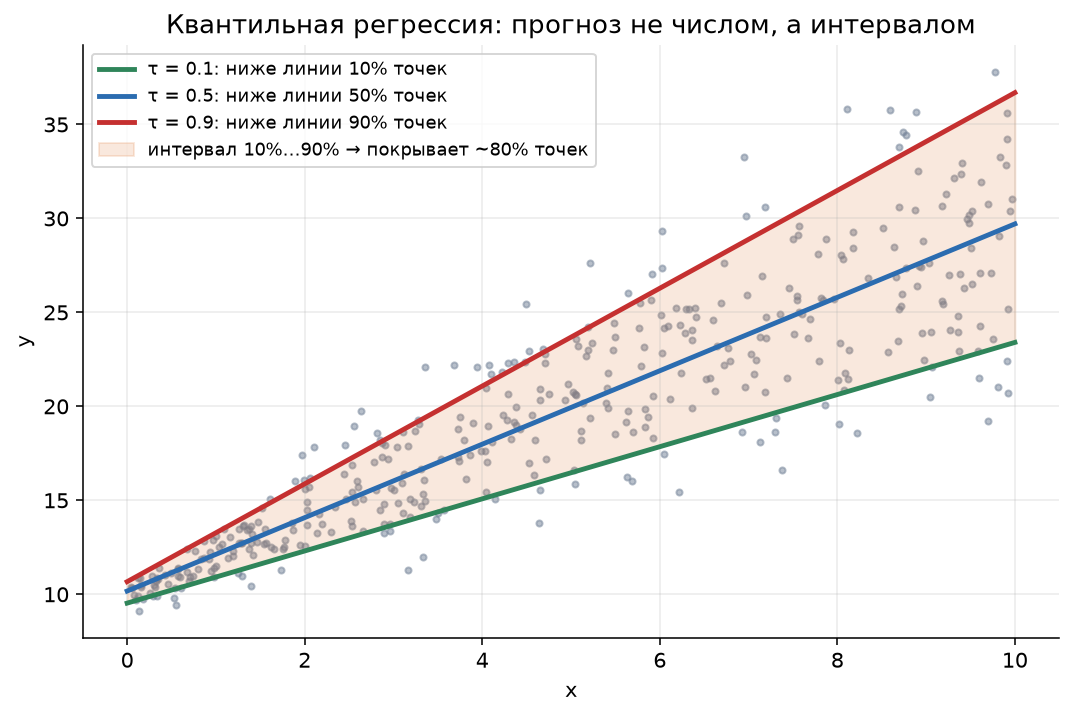 Квантильная регрессия: прогноз не числом, а интервалом
τ = 0.1: ниже линии 10% точек
τ = 0.5: ниже линии 50% точек
τ = 0.9: ниже линии 90% точек
интервал 10%...90% → покрывает ~80% точек
y
35
30
25
20
15
10
0 2 4 6 8 10
x